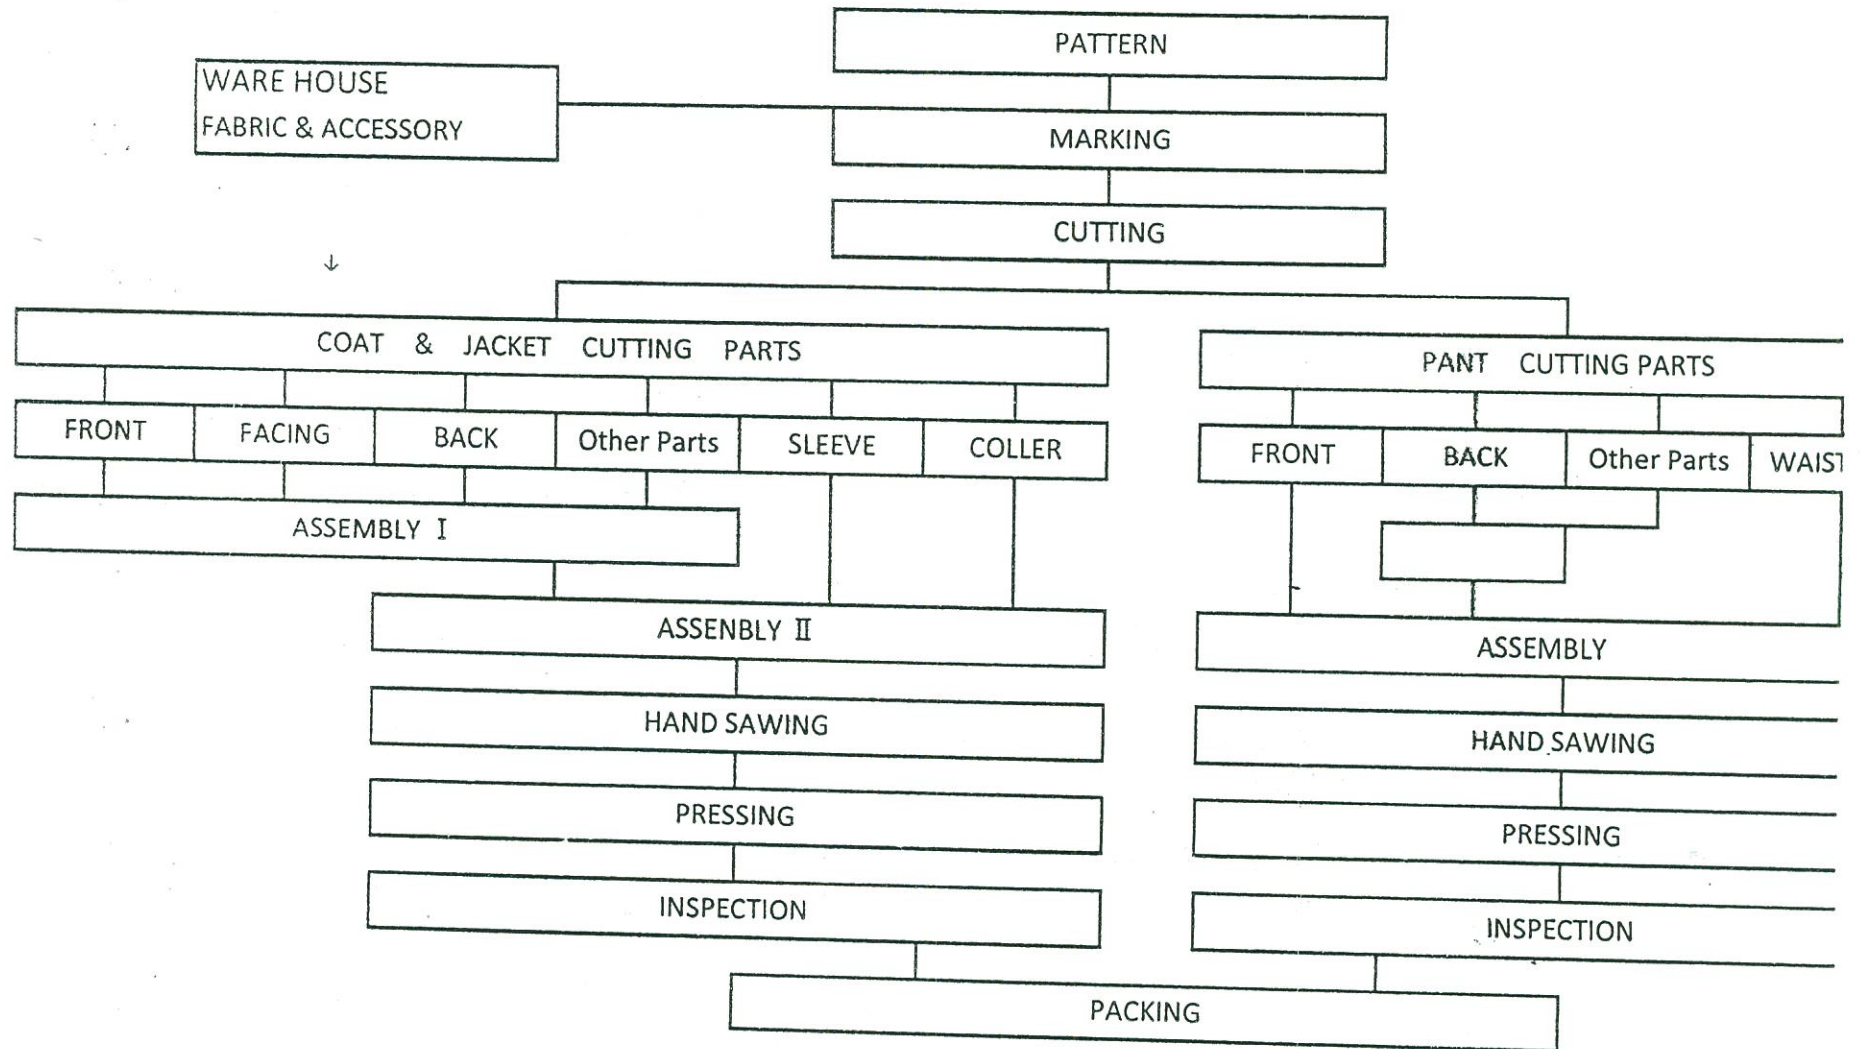 PATTERN
WARE HOUSE
FABRIC & ACCESSORY
MARKING
CUTTING
↓
COAT & JACKET CUTTING PARTS
PANT CUTTING PARTS
FRONT FACING BACK Other Parts SLEEVE COLLER
FRONT BACK Other Parts WAIST
ASSEMBLY I
ASSENBLY II
ASSEMBLY
HAND SAWING
HAND SAWING
PRESSING
PRESSING
INSPECTION
INSPECTION
PACKING